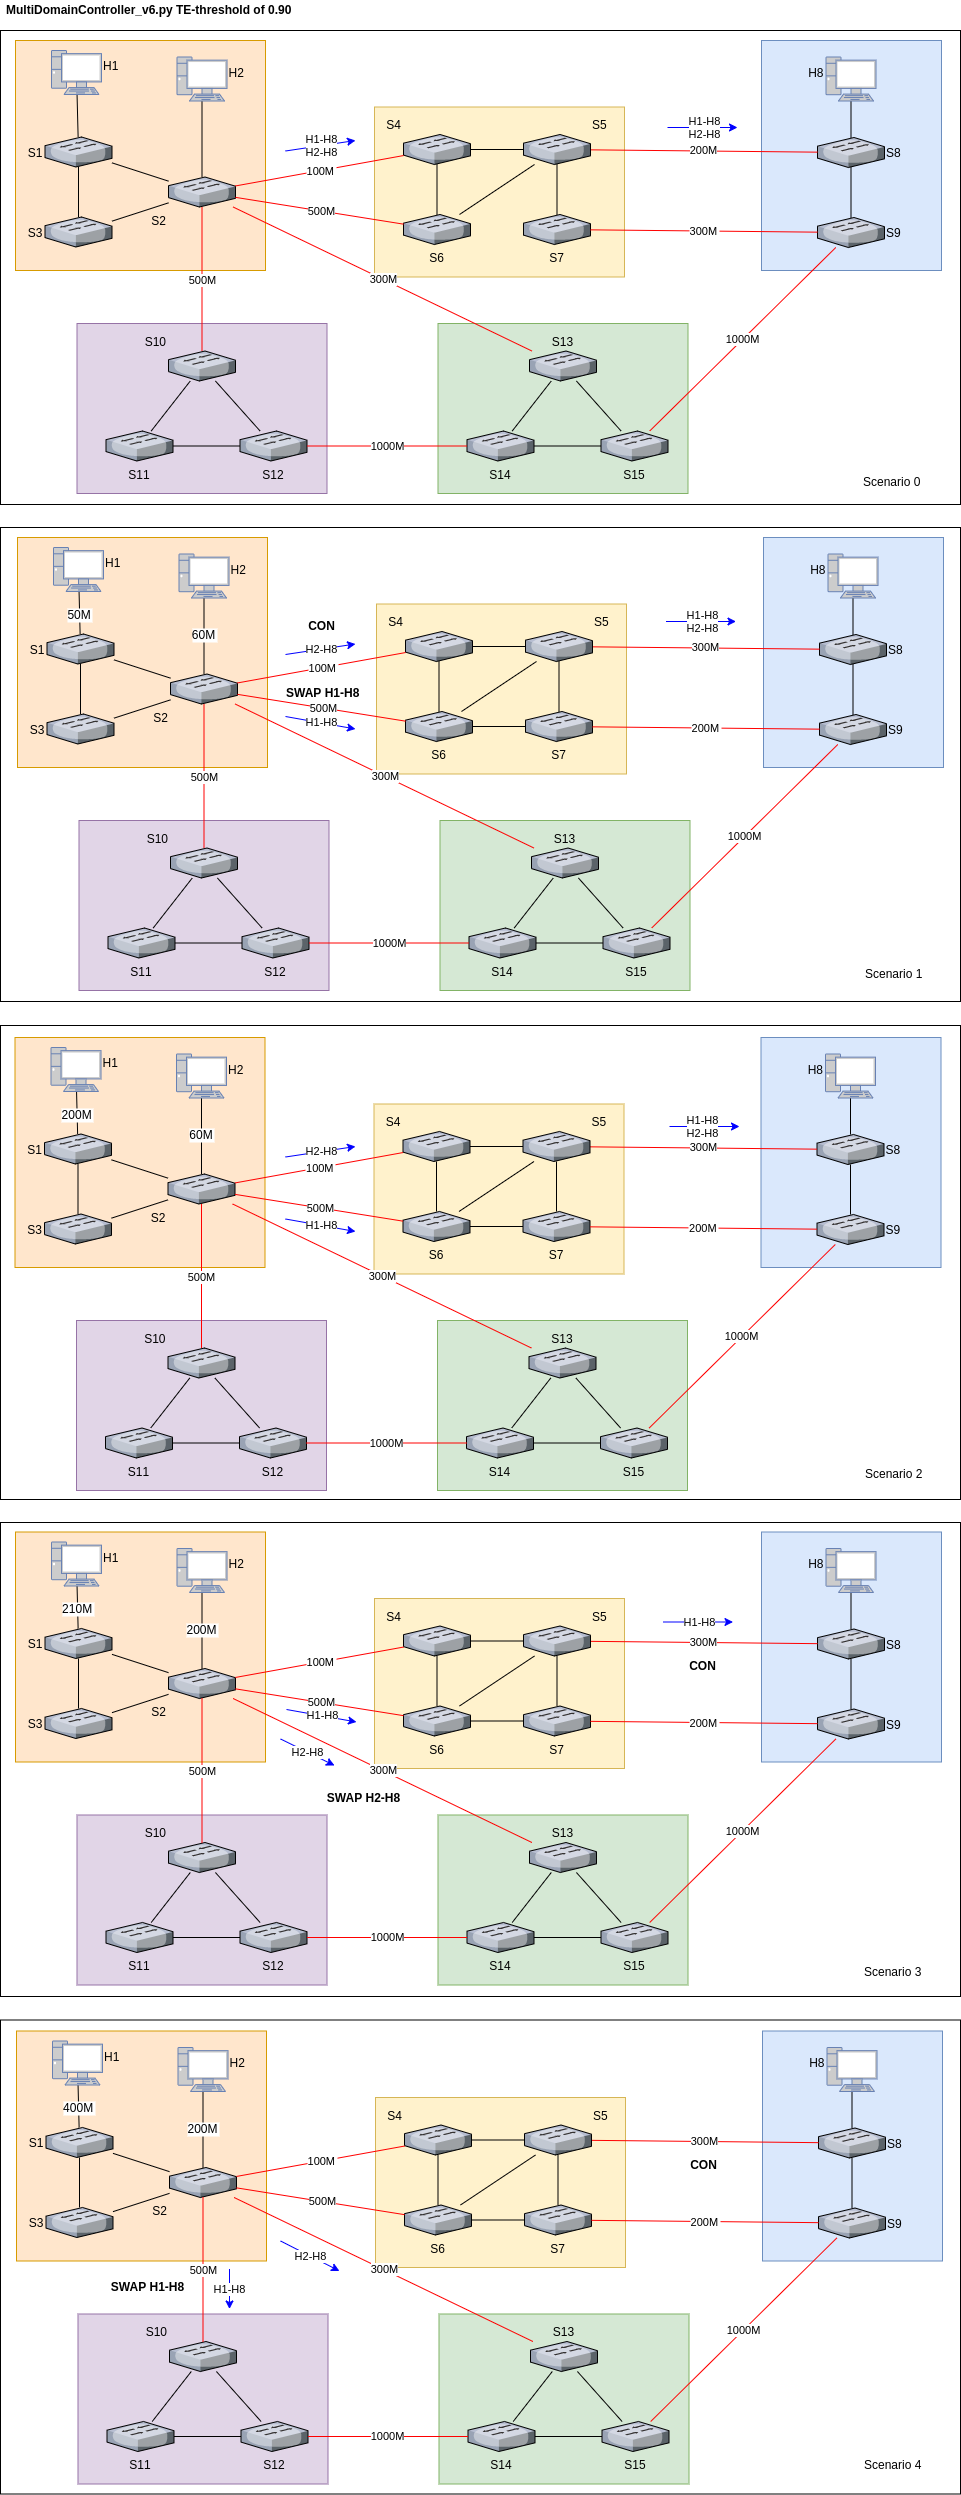 MultiDomainController_v6.py TE-threshold of 0.90
H1
H2
H8
S4
S5
H1-H8
H2-H8
H1-H8
H2-H8
S1
100M
200M
S8
S2
500M
S3
300M
S9
S6
S7
500M
300M
S10
S13
1000M
1000M
S11
S12
S14
S15
Scenario 0
H1
H2
H8
50M
60M
CON
S4
S5
H1-H8
H2-H8
S1
H2-H8
100M
300M
S8
SWAP H1-H8
500M
H1-H8
S2
S3
200M
S9
S6
S7
500M
300M
S10
S13
1000M
1000M
S11
S12
S14
S15
Scenario 1
H1
H2
H8
200M
60M
S4
S5
H1-H8
H2-H8
S1
H2-H8
100M
300M
S8
500M
H1-H8
S2
S3
200M
S9
S6
S7
500M
300M
S10
S13
1000M
1000M
S11
S12
S14
S15
Scenario 2
H1
H2
H8
210M
200M
S4
S5
H1-H8
S1
300M
S8
100M
CON
500M
H1-H8
S2
S3
200M
S9
H2-H8
S6
S7
500M
300M
SWAP H2-H8
S10
S13
1000M
1000M
S11
S12
S14
S15
Scenario 3
H1
H2
H8
400M
200M
S4
S5
S1
300M
S8
100M
CON
500M
S2
S3
200M
S9
S6
S7
H2-H8
500M
300M
SWAP H1-H8
H1-H8
S10
S13
1000M
1000M
S11
S12
S14
S15
Scenario 4